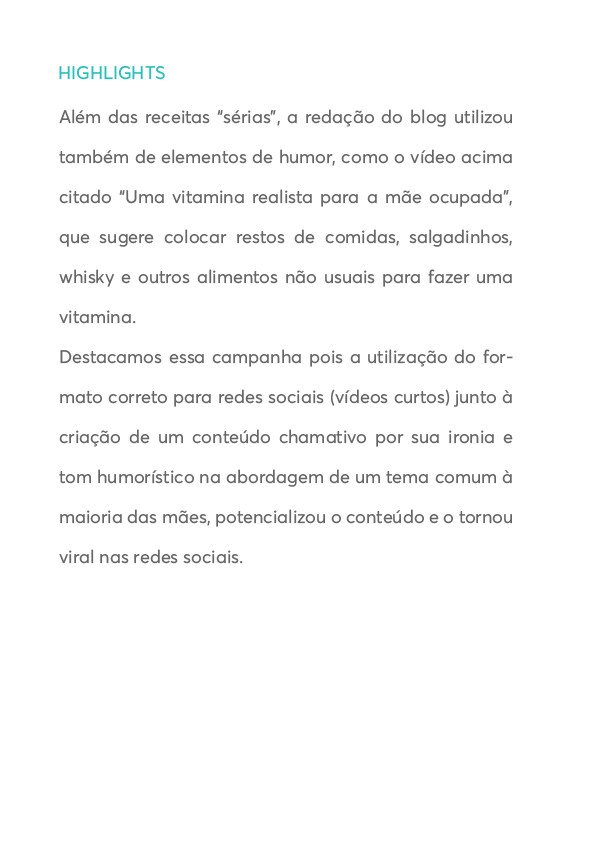 HIGHLIGHTS
Além das receitas “sérias”, a redação do blog utilizou
também de elementos de humor, como o vídeo acima
citado “Uma vitamina realista para a mãe ocupada”,
que sugere colocar restos de comidas, salgadinhos,
whisky e outros alimentos não usuais para fazer uma
vitamina.
Destacamos essa campanha pois a utilização do for-
mato correto para redes sociais (vídeos curtos) junto à
criação de um conteúdo chamativo por sua ironia e
tom humorístico na abordagem de um tema comum à
maioria das mães, potencializou o conteúdo e o tornou
viral nas redes sociais.